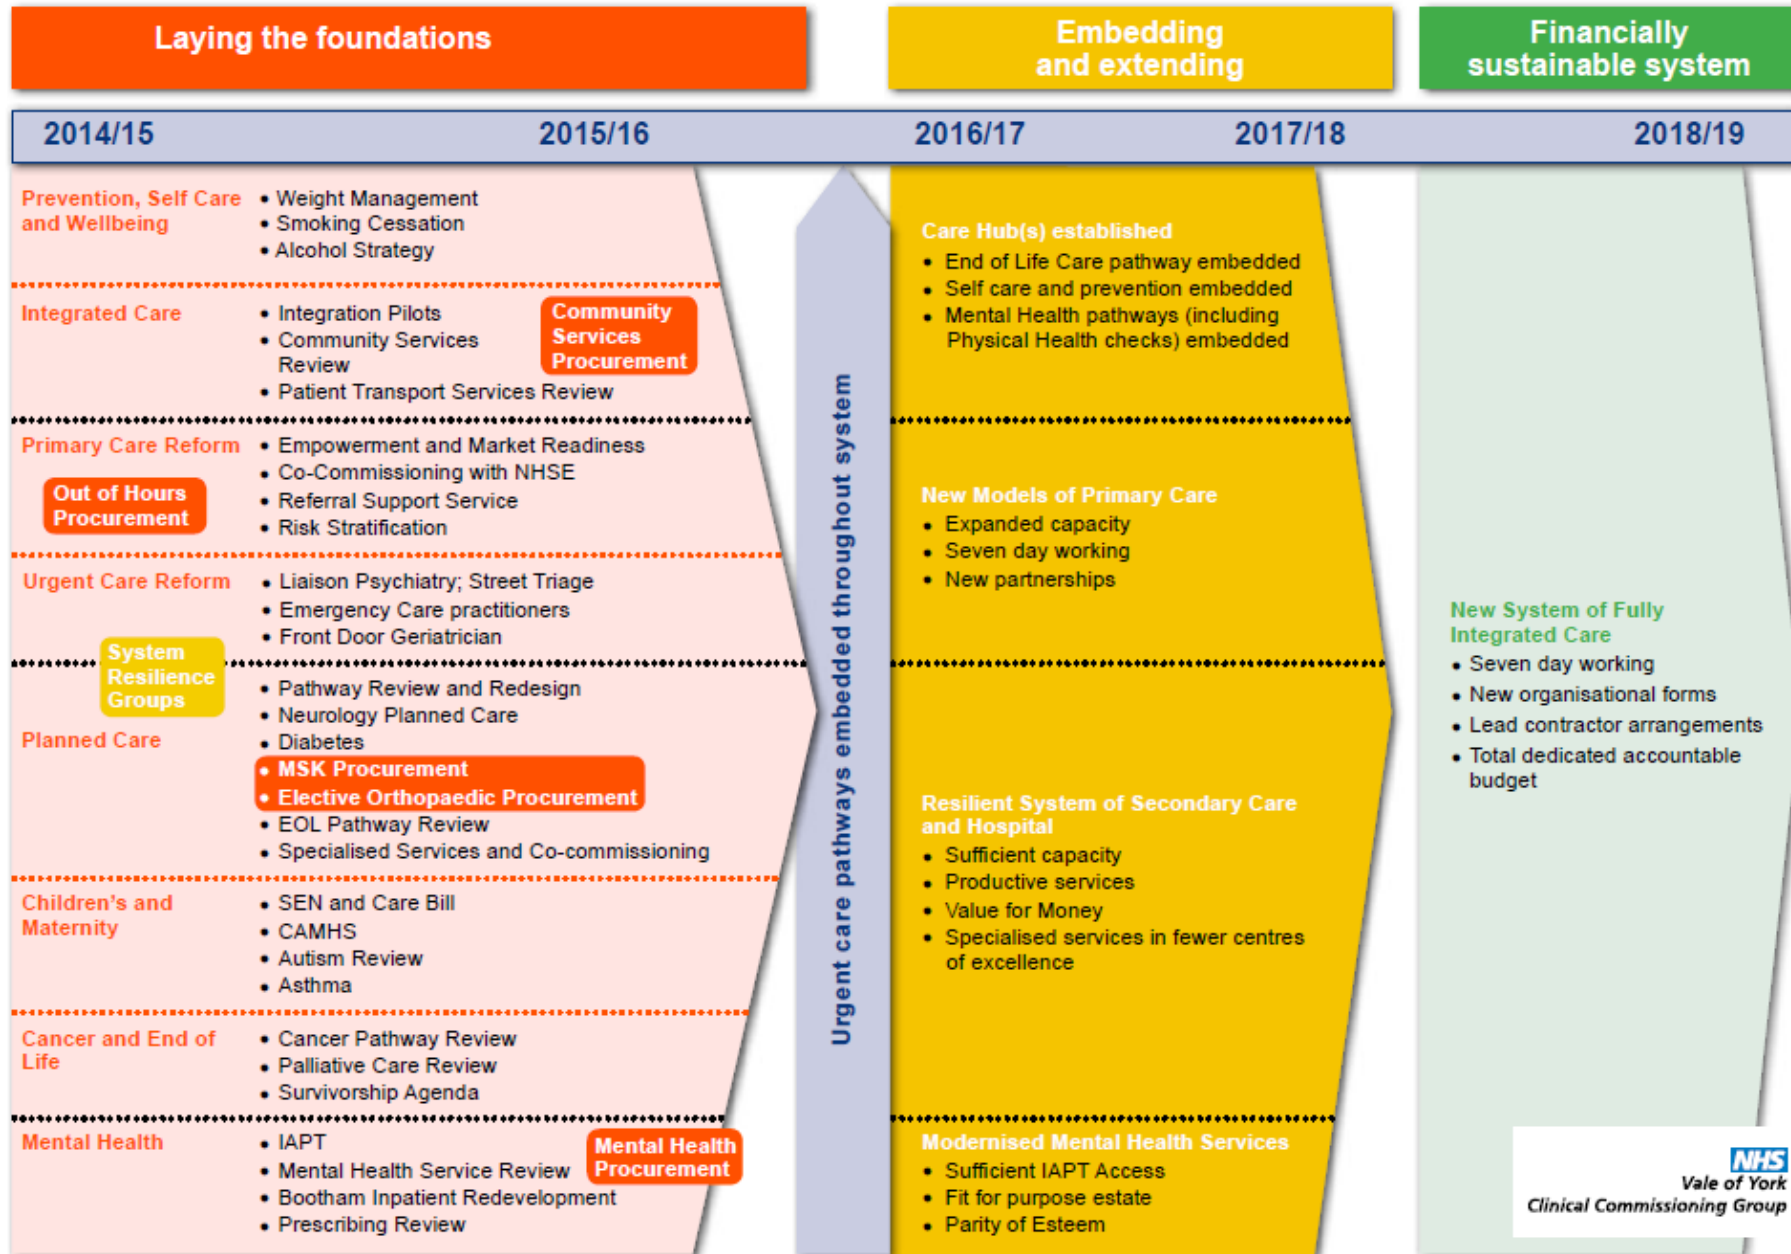 Laying the foundations
Embedding
and extending
Financially
sustainable system
2014/15
2015/16
2016/17
2017/18
2018/19
Prevention, Self Care
and Wellbeing
• Weight Management
• Smoking Cessation
• Alcohol Strategy
Integrated Care
• Integration Pilots
• Community Services
Review
• Patient Transport Services Review
Community
Services
Procurement
Primary Care Reform
Out of Hours
Procurement
• Empowerment and Market Readiness
• Co-Commissioning with NHSE
• Referral Support Service
• Risk Stratification
Urgent Care Reform
• Liaison Psychiatry; Street Triage
• Emergency Care practitioners
• Front Door Geriatrician
System
Resilience
Groups
Planned Care
• Pathway Review and Redesign
• Neurology Planned Care
• Diabetes
• MSK Procurement
• Elective Orthopaedic Procurement
• EOL Pathway Review
• Specialised Services and Co-commissioning
Children's and
Maternity
• SEN and Care Bill
• CAMHS
• Autism Review
• Asthma
Cancer and End of
Life
• Cancer Pathway Review
• Palliative Care Review
• Survivorship Agenda
Mental Health
• IAPT
• Mental Health Service Review
• Bootham Inpatient Redevelopment
• Prescribing Review
Mental Health
Procurement
Urgent care pathways embedded throughout system
Care Hub(s) established
• End of Life Care pathway embedded
• Self care and prevention embedded
• Mental Health pathways (including
Physical Health checks) embedded
New Models of Primary Care
• Expanded capacity
• Seven day working
• New partnerships
Resilient System of Secondary Care
and Hospital
• Sufficient capacity
• Productive services
• Value for Money
• Specialised services in fewer centres
of excellence
Modernised Mental Health Services
• Sufficient IAPT Access
• Fit for purpose estate
• Parity of Esteem
New System of Fully
Integrated Care
• Seven day working
• New organisational forms
• Lead contractor arrangements
• Total dedicated accountable
budget
NHS
Vale of York
Clinical Commissioning Group